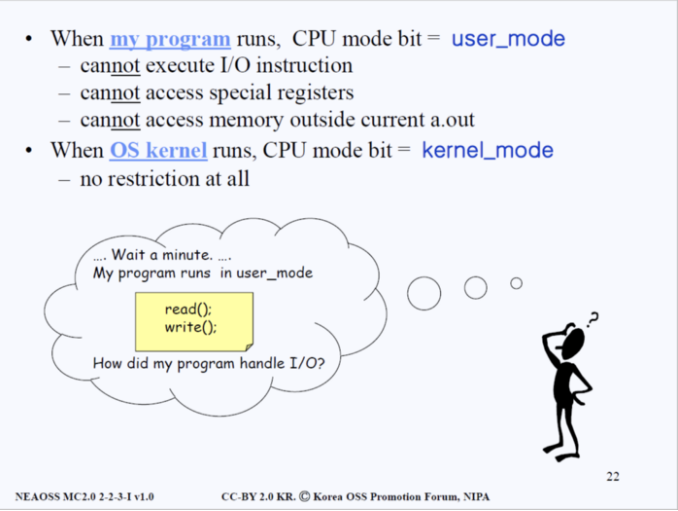 • When my program runs, CPU mode bit = user_mode
– cannot execute I/O instruction
– cannot access special registers
– cannot access memory outside current a.out
• When OS kernel runs, CPU mode bit = kernel_mode
– no restriction at all
.... Wait a minute. ....
My program runs in user_mode
read();
write();
How did my program handle I/O?
?
22
NEAOSS MC2.0 2-2-3-I v1.0 CC-BY 2.0 KR. Ⓒ Korea OSS Promotion Forum, NIPA